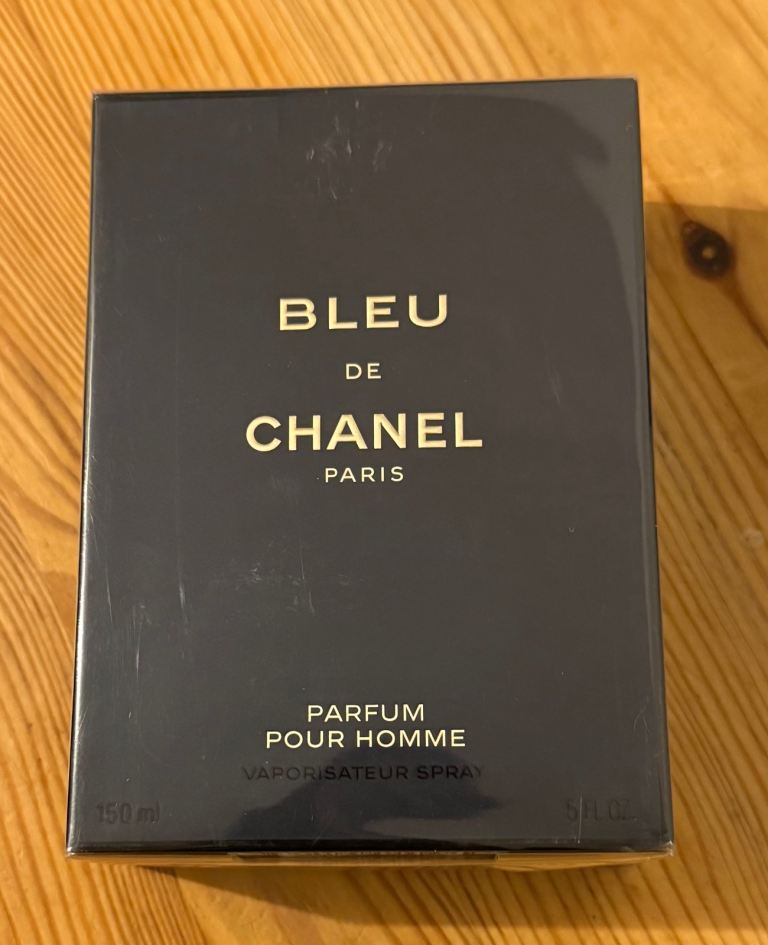 BLEU
DE
CHANEL
PARIS
PARFUM
POUR HOMME
VAPORISATEUR SPRAY
150 ml 5 FL. OZ.